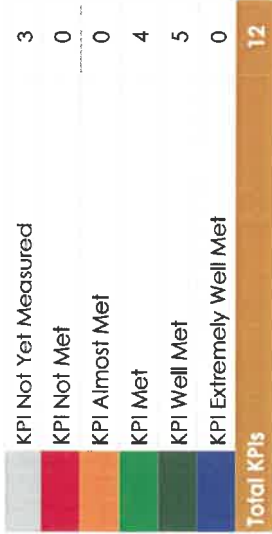 KPI Not Yet Measured 3
KPI Not Met 0
KPI Almost Met 0
KPI Met 4
KPI Well Met 5
KPI Extremely Well Met 0
Total KPIs 12